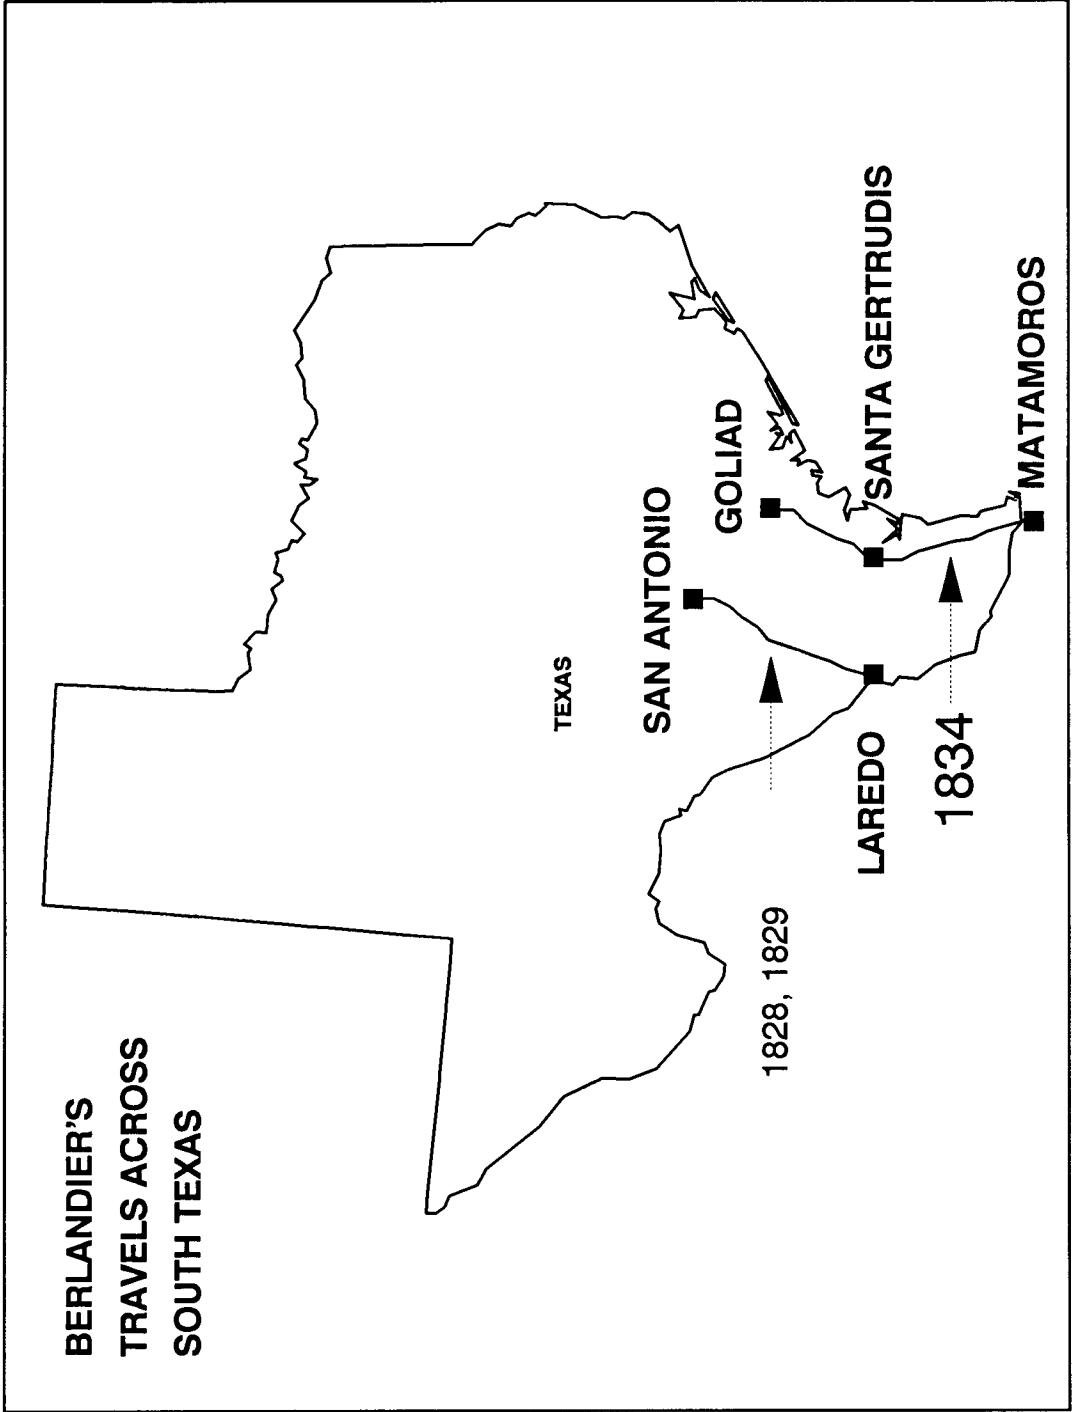 BERLANDIER'S
TRAVELS ACROSS
SOUTH TEXAS
TEXAS
SAN ANTONIO
GOLIAD
1828, 1829
LAREDO
SANTA GERTRUDIS
1834
MATAMOROS